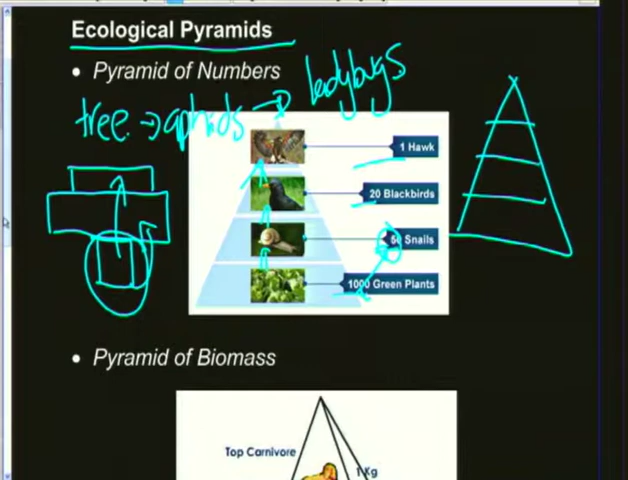 Ecological Pyramids
• Pyramid of Numbers
tree → aphids → ladybugs
1 Hawk
20 Blackbirds
50 Snails
1000 Green Plants
• Pyramid of Biomass
Top Carnivore
1 Kg